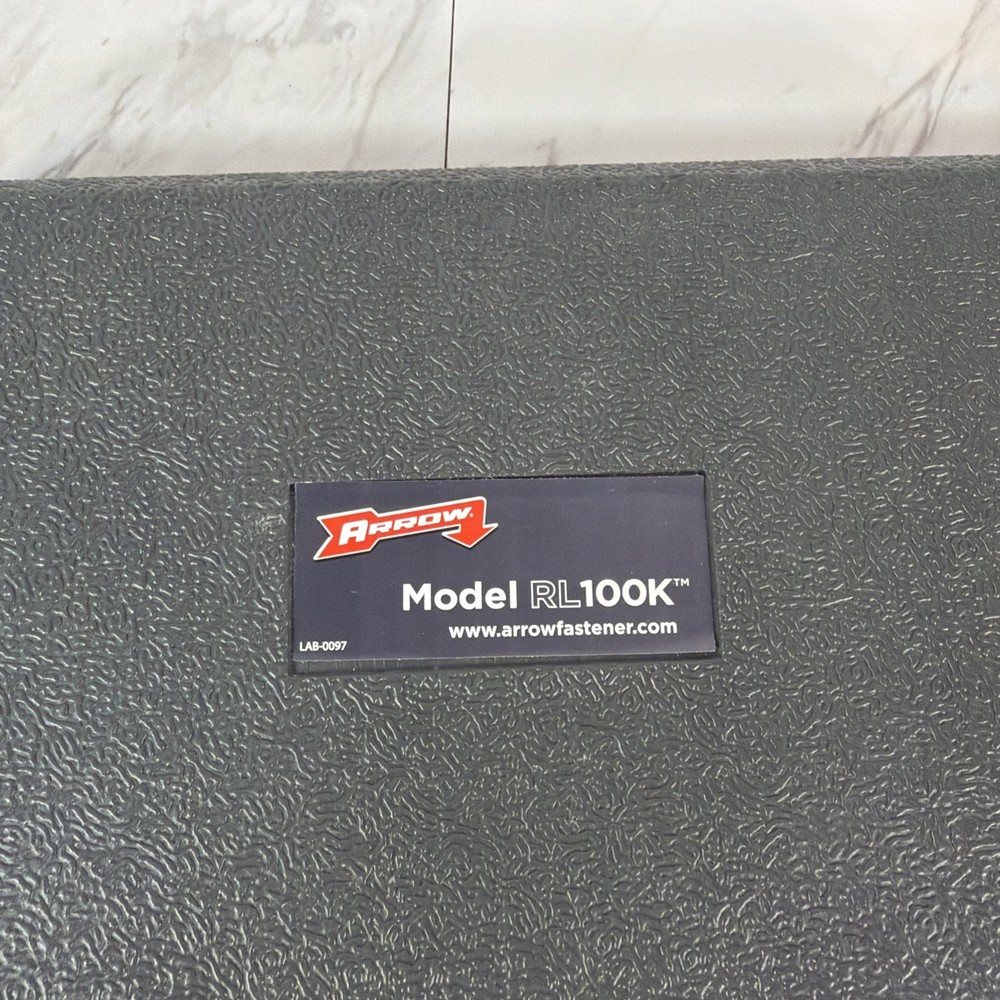 ARROW®
Model RL100K™
www.arrowfastener.com
LAB-0097